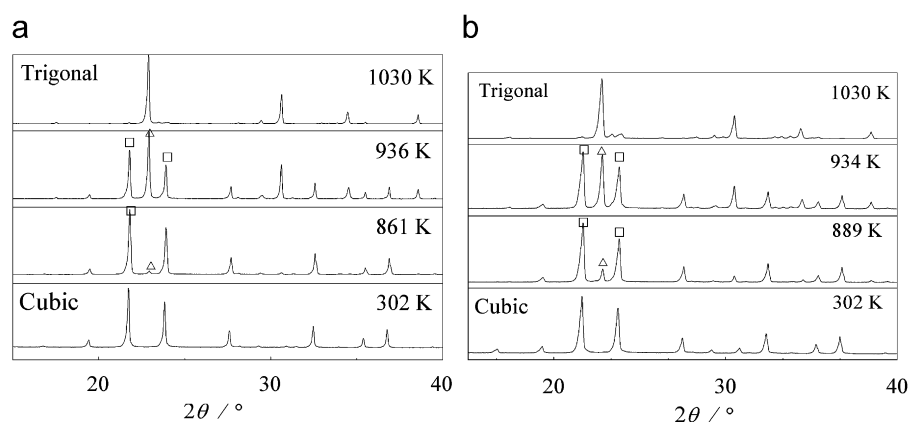 a
Trigonal 1030 K
936 K
861 K
Cubic 302 K
20 30 40
2θ / °
b
Trigonal 1030 K
934 K
889 K
Cubic 302 K
20 30 40
2θ / °